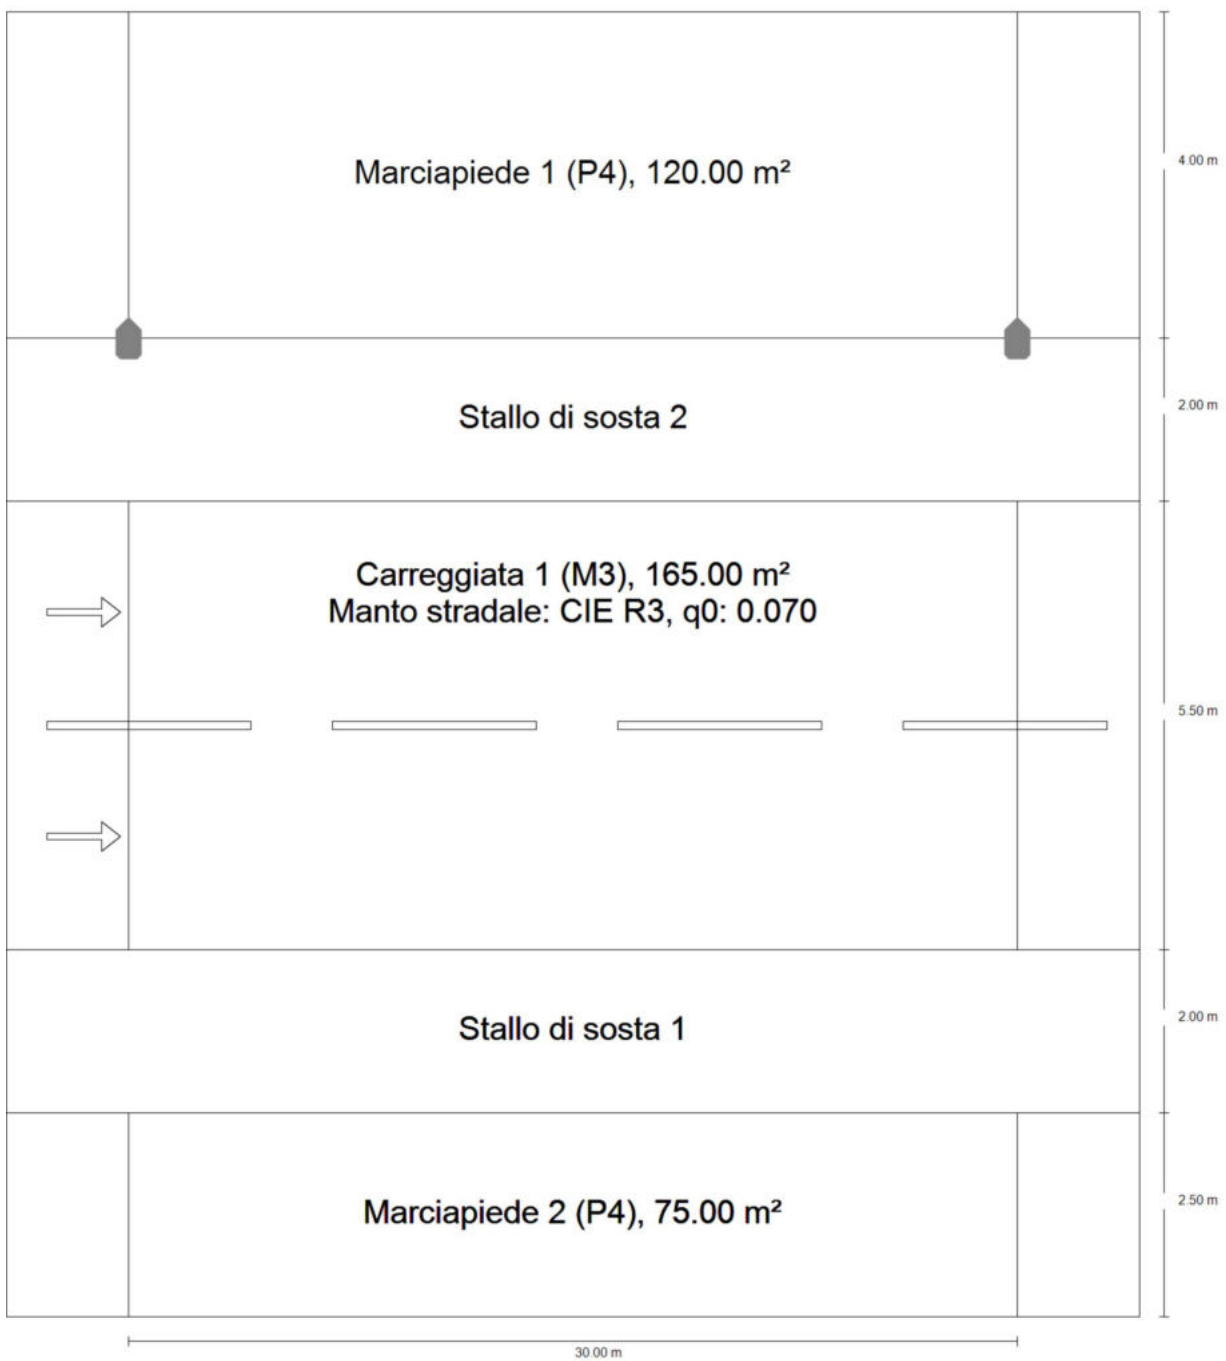 Marciapiede 1 (P4), 120.00 m²
4.00 m
Stallo di sosta 2
2.00 m
Carreggiata 1 (M3), 165.00 m²
Manto stradale: CIE R3, q0: 0.070
5.50 m
Stallo di sosta 1
2.00 m
Marciapiede 2 (P4), 75.00 m²
2.50 m
30.00 m